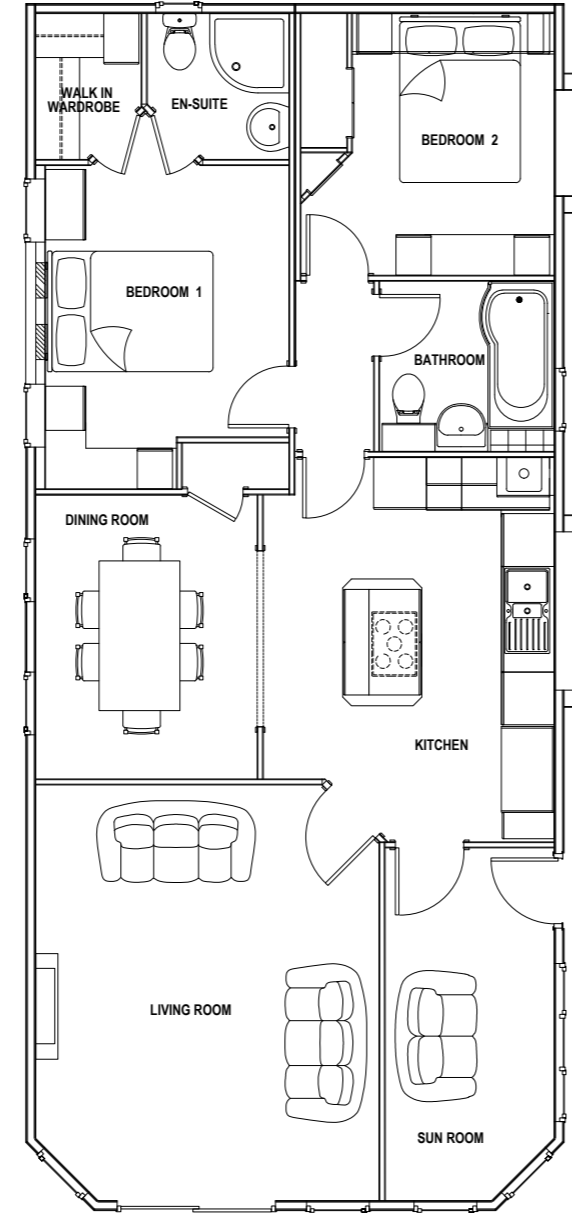 WALK IN
WARDROBE
EN-SUITE
BEDROOM 2
BEDROOM 1
BATHROOM
DINING ROOM
KITCHEN
LIVING ROOM
SUN ROOM